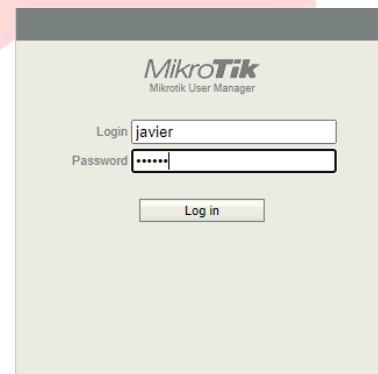 MikroTik
Mikrotik User Manager
Login javier
Password ••••••
Log in